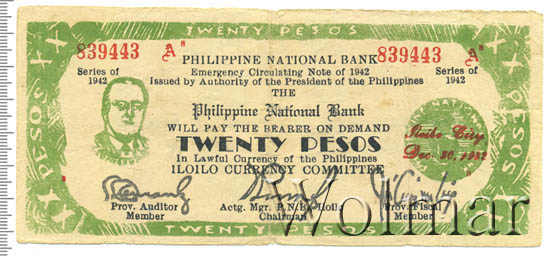 TWENTY PESOS
839443 A⁸ PHILIPPINE NATIONAL BANK 839443 A⁸
Series of 1942 Emergency Circulating Note of 1942 Series of 1942
Issued by Authority of the President of the Philippines
THE
Philippine National Bank
WILL PAY THE BEARER ON DEMAND
TWENTY PESOS
In Lawful Currency of the Philippines
ILOILO CURRENCY COMMITTEE
Iloilo City
Dec. 30, 1942
Prov. Auditor
Member
Actg. Mgr. P.N.B. Iloilo
Chairman
Prov. Fiscal
Member
TWENTY PESOS
PESOS
PESOS
Wolmar